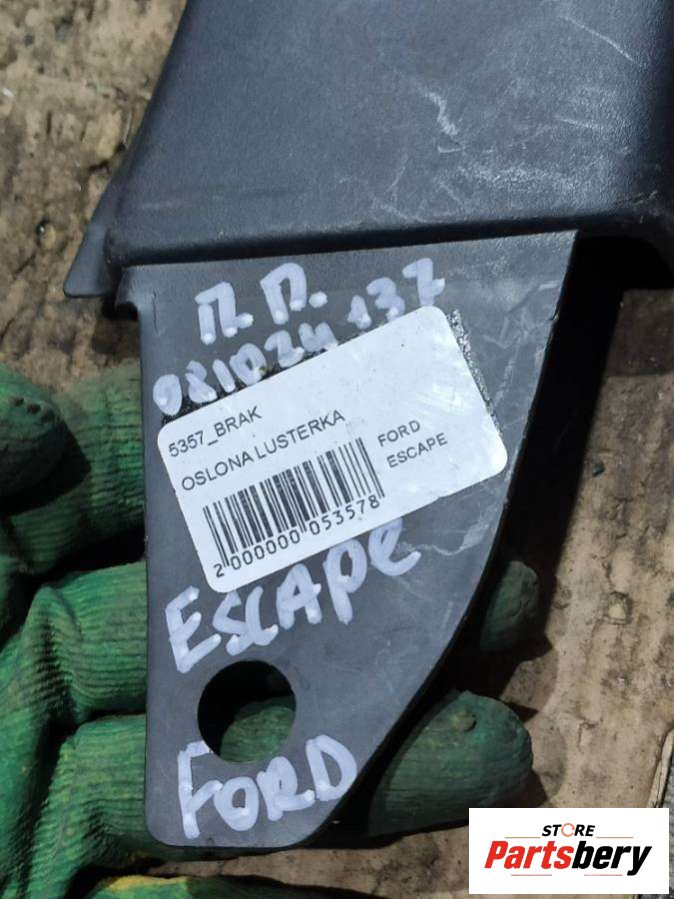 П.П.
081024 137
5357_BRAK
OSLONA LUSTERKA
FORD
ESCAPE
2 000000 053578
ESCAPE
FORD
STORE
Partsbery